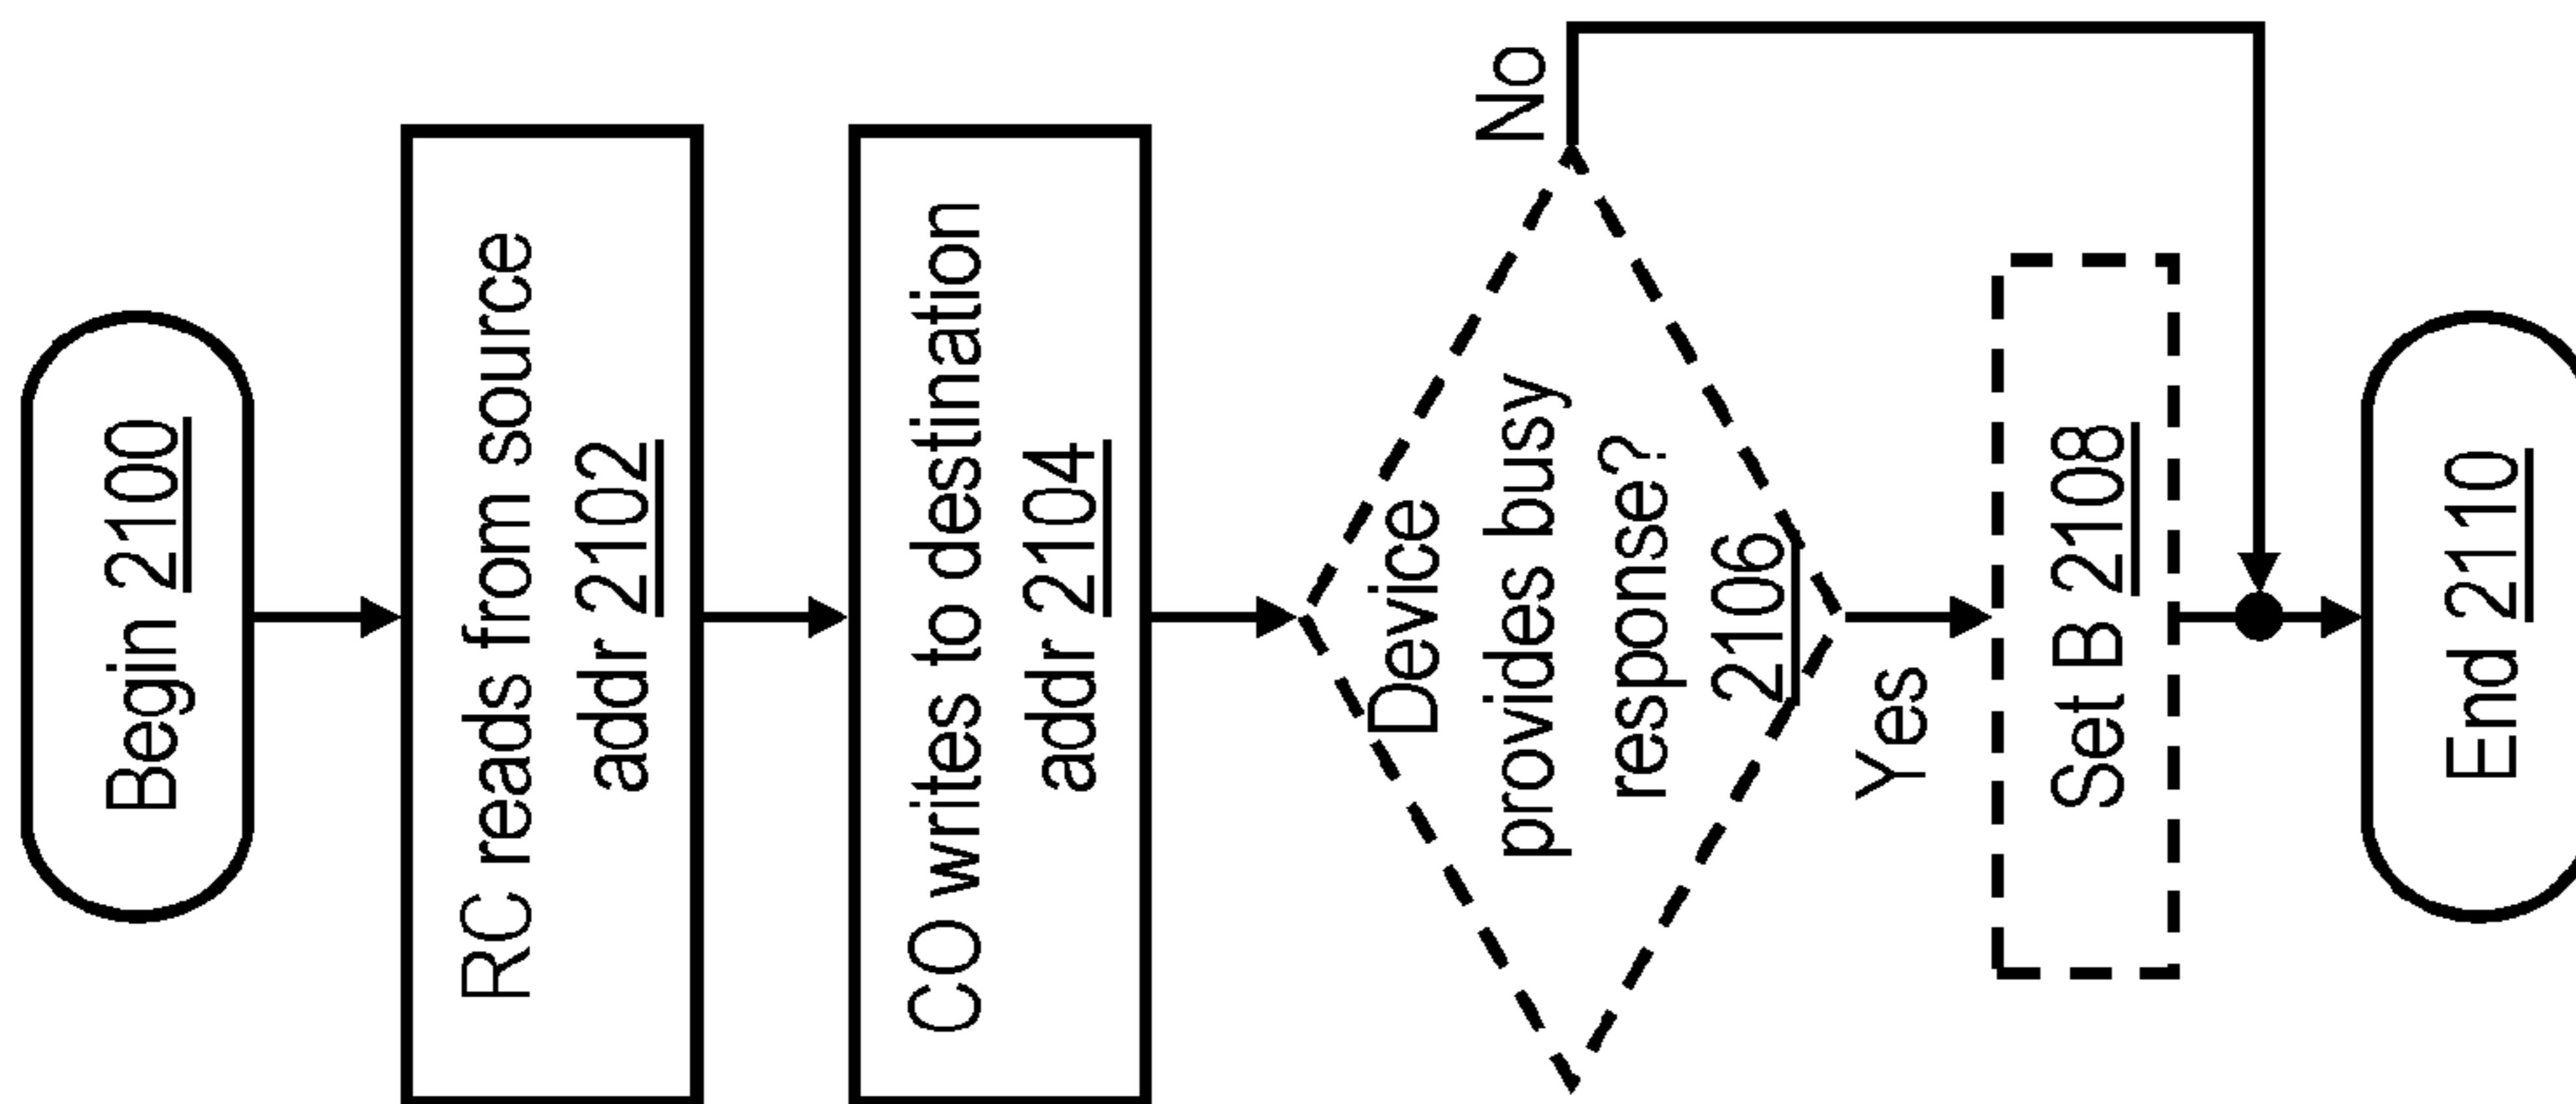 Begin 2100
RC reads from source
addr 2102
CO writes to destination
addr 2104
Device
provides busy
response?
2106
No
Yes
Set B 2108
End 2110